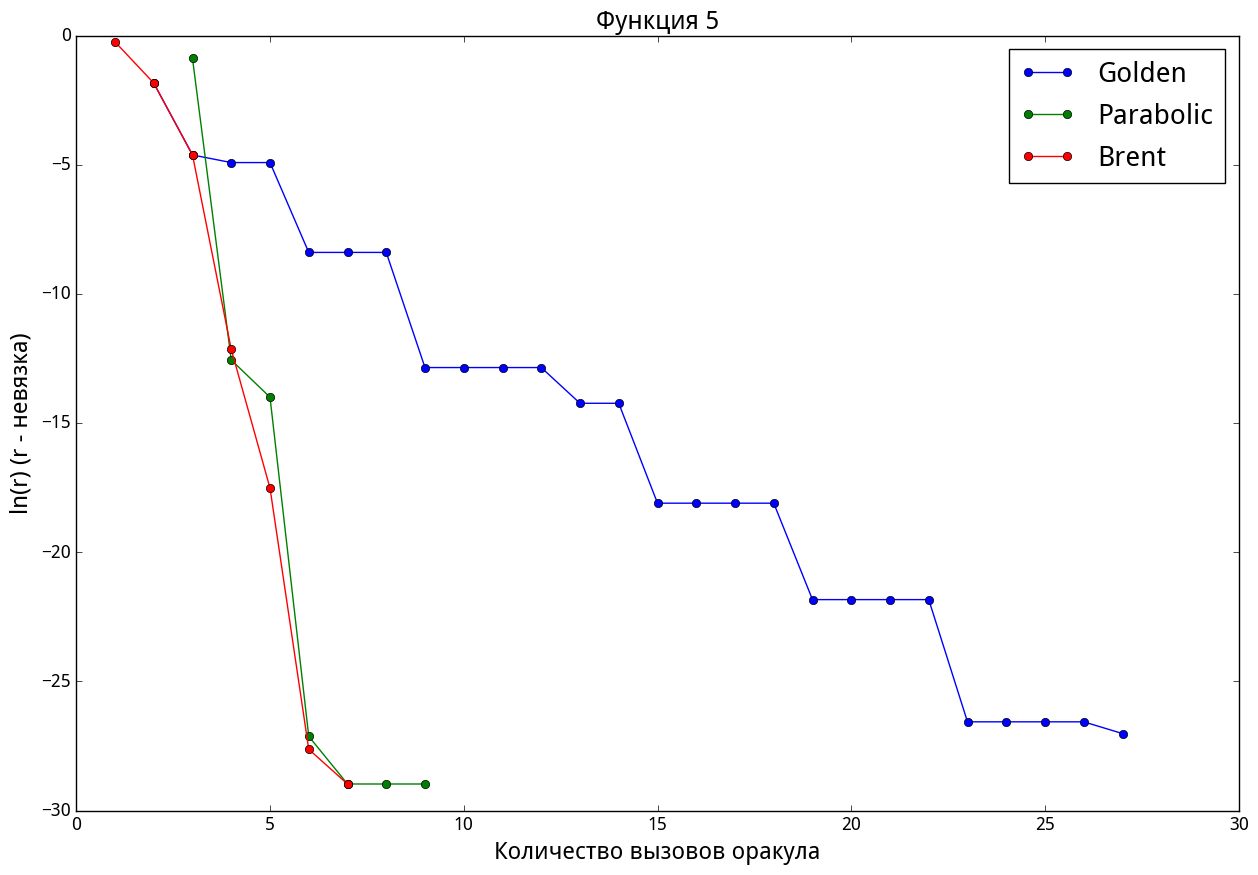 Функция 5
Golden
Parabolic
Brent
0
−5
−10
−15
−20
−25
−30
ln(r) (r - невязка)
0 5 10 15 20 25 30
Количество вызовов оракула